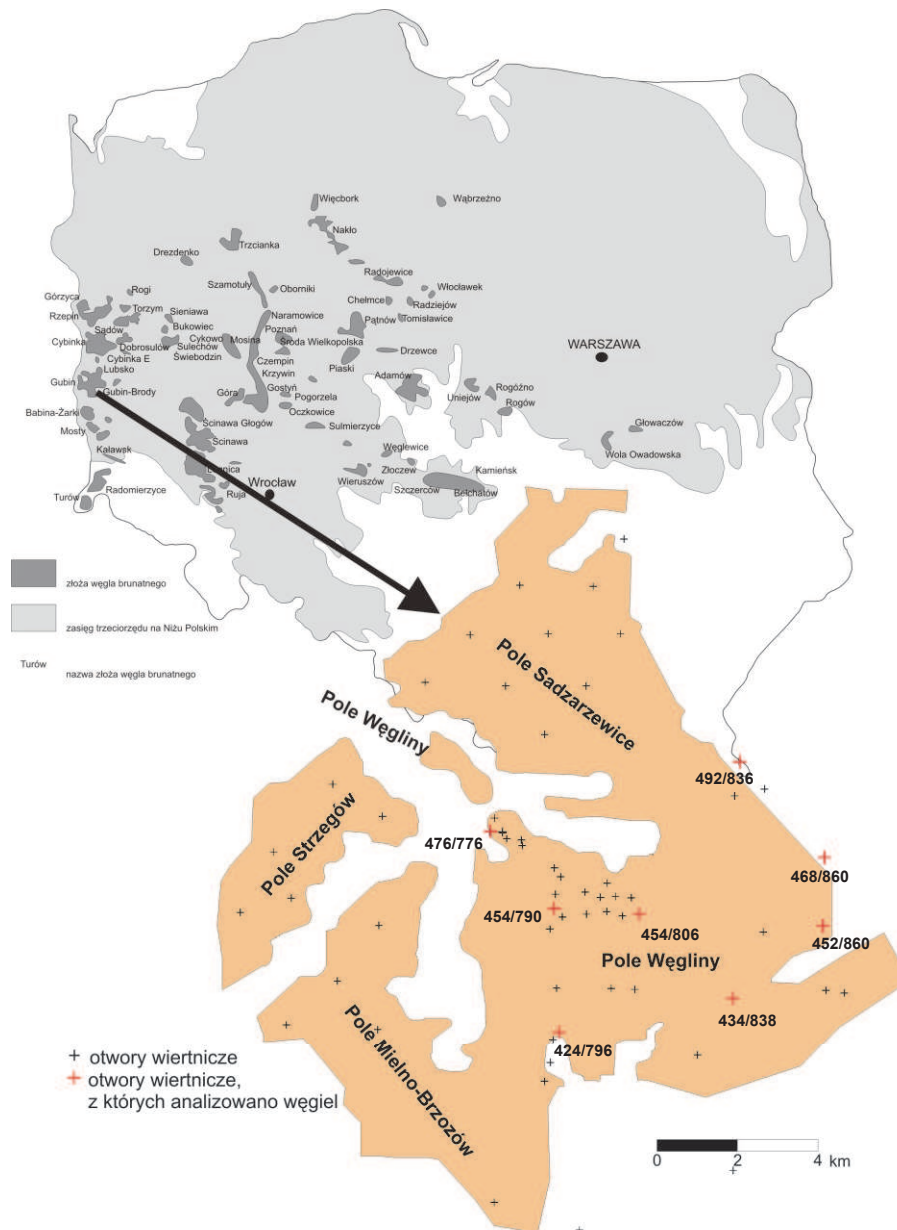 Więcbork
Wąbrzeźno
Nakło
Trzcianka
Drezdenko
Radojewice
Szamotuły
Oborniki
Włocławek
Rogi
Chełmce
Radziejów
Górzyca
Torzym
Sieniawa
Naramowice
Pątnów
Tomisławice
Rzepin
Sądów
Bukowiec
Poznań
Cybinka
Dobrosułów
Sulechów
Cykowo
Mosina
Środa Wielkopolska
WARSZAWA
Świebodzin
Czempin
Drzewce
Cybinka E
Piaski
Lubsko
Krzywin
Adamów
Gubin
Gubin-Brody
Góra
Gostyń
Pogorzela
Uniejów
Rogóźno
Oczkowice
Rogów
Babina-Żarki
Ścinawa Głogów
Sulmierzyce
Głowaczów
Mosty
Ścinawa
Kaławsk
Węglewice
Wola Owadowska
Legnica
Złoczew
Kamieńsk
Radomierzyce
Ruja
Wrocław
Wieruszów
Szczerców
Bełchatów
Turów
złoża węgla brunatnego
zasięg trzeciorzędu na Niżu Polskim
Turów
nazwa złoża węgla brunatnego
Pole Sadzarzewice
Pole Węgliny
492/836
Pole Strzegów
476/776
468/860
454/790
454/806
452/860
Pole Węgliny
434/838
424/796
Pole Mielno-Brzozów
+ otwory wiertnicze
+ otwory wiertnicze,
z których analizowano węgiel
0 2 4 km